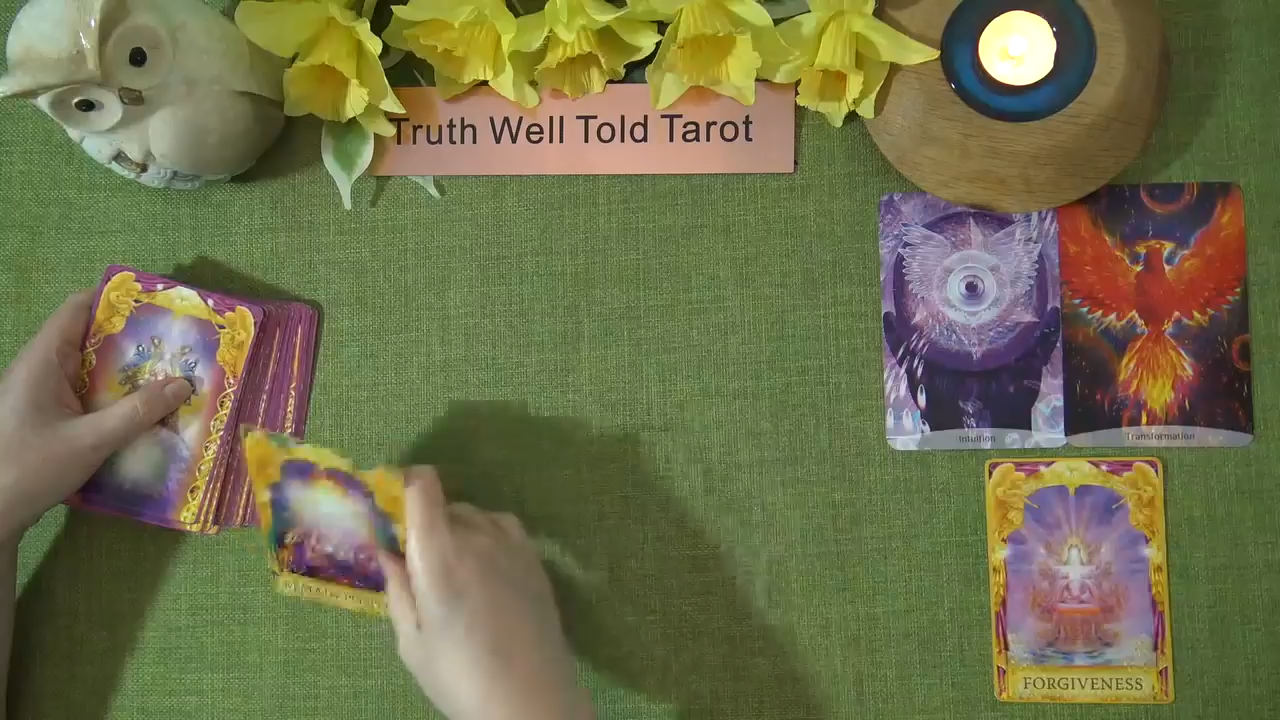 Truth Well Told Tarot
Intuition
Transformation
FORGIVENESS